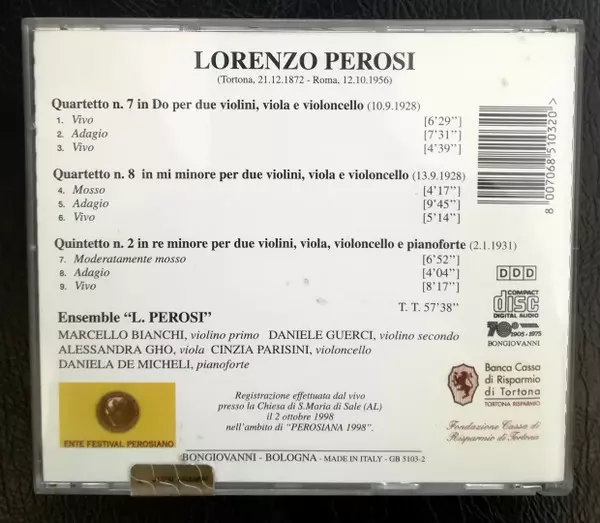 LORENZO PEROSI
(Tortona, 21.12.1872 - Roma, 12.10.1956)
Quartetto n. 7 in Do per due violini, viola e violoncello (10.9.1928)
1. Vivo [6'29"]
2. Adagio [7'31"]
3. Vivo [4'39"]
Quartetto n. 8 in mi minore per due violini, viola e violoncello (13.9.1928)
4. Mosso [4'17"]
5. Adagio [9'45"]
6. Vivo [5'14"]
Quintetto n. 2 in re minore per due violini, viola, violoncello e pianoforte (2.1.1931)
7. Moderatamente mosso [6'52"]
8. Adagio [4'04"]
9. Vivo [8'17"]
T. T. 57'38"
Ensemble "L. PEROSI"
MARCELLO BIANCHI, violino primo DANIELE GUERCI, violino secondo
ALESSANDRA GHO, viola CINZIA PARISINI, violoncello
DANIELA DE MICHELI, pianoforte
ENTE FESTIVAL PEROSIANO
Registrazione effettuata dal vivo
presso la Chiesa di S.Maria di Sale (AL)
il 2 ottobre 1998
nell'ambito di "PEROSIANA 1998".
BONGIOVANNI - BOLOGNA - MADE IN ITALY - GB 5103-2
8 007068 510320 >
DDD
COMPACT
disc
DIGITAL AUDIO
70
1905-1975
BONGIOVANNI
Banca Cassa
di Risparmio
di Tortona
TORTONA RISPARMIO
Fondazione Cassa di
Risparmio di Tortona